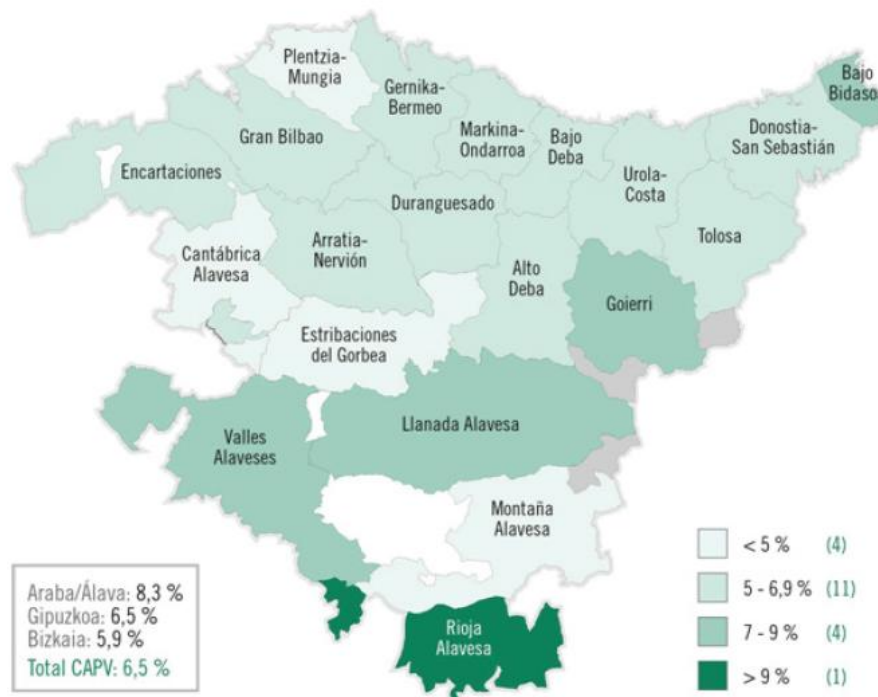 Plentzia-
Mungia
Gernika-
Bermeo
Bajo
Bidasoa
Gran Bilbao
Markina-
Ondarroa
Bajo
Deba
Donostia-
San Sebastián
Encartaciones
Urola-
Costa
Duranguesado
Tolosa
Cantábrica
Alavesa
Arratia-
Nervión
Alto
Deba
Goierri
Estribaciones
del Gorbea
Valles
Alaveses
Llanada Alavesa
Montaña
Alavesa
Rioja
Alavesa
< 5 % (4)
5 - 6,9 % (11)
7 - 9 % (4)
> 9 % (1)
Araba/Álava: 8,3 %
Gipuzkoa: 6,5 %
Bizkaia: 5,9 %
Total CAPV: 6,5 %